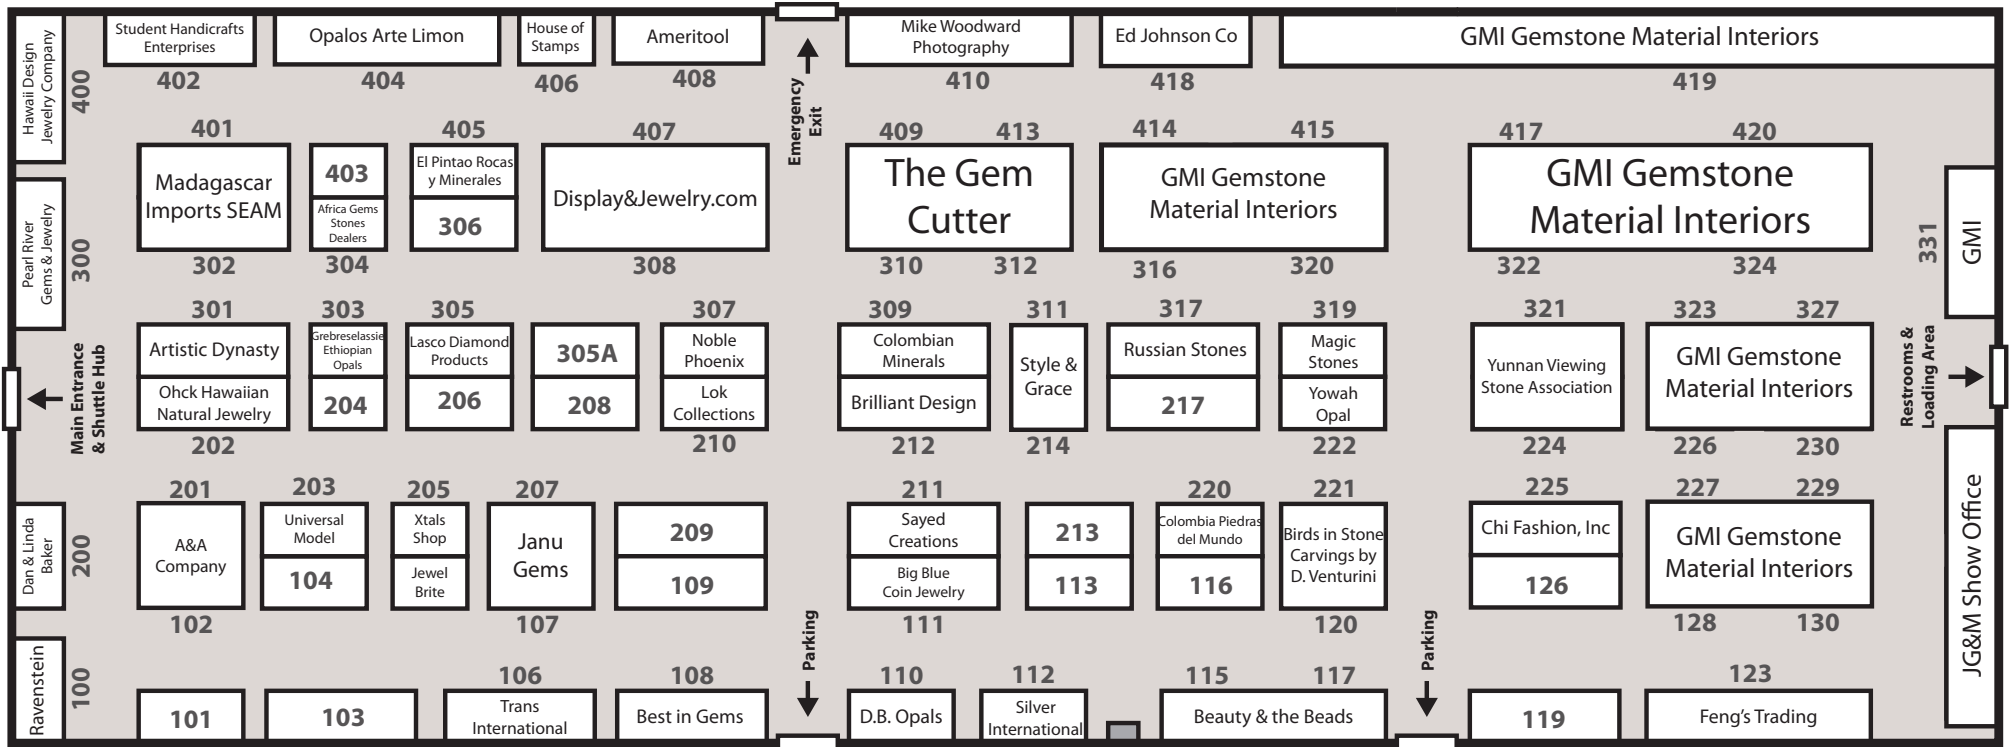 Hawaii Design
Jewelry Company
400
Student Handicrafts
Enterprises
402
Opalos Arte Limon
404
House of
Stamps
406
Ameritool
408
Emergency
Exit
Mike Woodward
Photography
410
Ed Johnson Co
418
GMI Gemstone Material Interiors
419
401
Madagascar
Imports SEAM
302
403
Africa Gems
Stones
Dealers
304
405
El Pintao Rocas
y Minerales
306
407
Display&Jewelry.com
308
409
413
The Gem
Cutter
310
312
414
415
GMI Gemstone
Material Interiors
316
320
417
420
GMI Gemstone
Material Interiors
322
324
331
GMI
Pearl River
Gems & Jewelry
300
301
Artistic Dynasty
Ohck Hawaiian
Natural Jewelry
202
303
Grebreselassie
Ethiopian
Opals
204
305
Lasco Diamond
Products
206
305A
208
307
Noble
Phoenix
Lok
Collections
210
309
Colombian
Minerals
Brilliant Design
212
311
Style &
Grace
214
317
Russian Stones
217
319
Magic
Stones
Yowah
Opal
222
321
Yunnan Viewing
Stone Association
224
323
327
GMI Gemstone
Material Interiors
226
230
Restrooms &
Loading Area
Main Entrance
& Shuttle Hub
Dan & Linda
Baker
200
201
A&A
Company
102
203
Universal
Model
104
205
Xtals
Shop
Jewel
Brite
207
Janu
Gems
107
209
109
211
Sayed
Creations
Big Blue
Coin Jewelry
111
213
113
220
Colombia Piedras
del Mundo
116
221
Birds in Stone
Carvings by
D. Venturini
120
225
Chi Fashion, Inc
126
227
229
GMI Gemstone
Material Interiors
128
130
JG&M Show Office
Ravenstein
100
101
103
106
Trans
International
108
Best in Gems
Parking
110
D.B. Opals
112
Silver
International
115
117
Beauty & the Beads
Parking
119
123
Feng's Trading